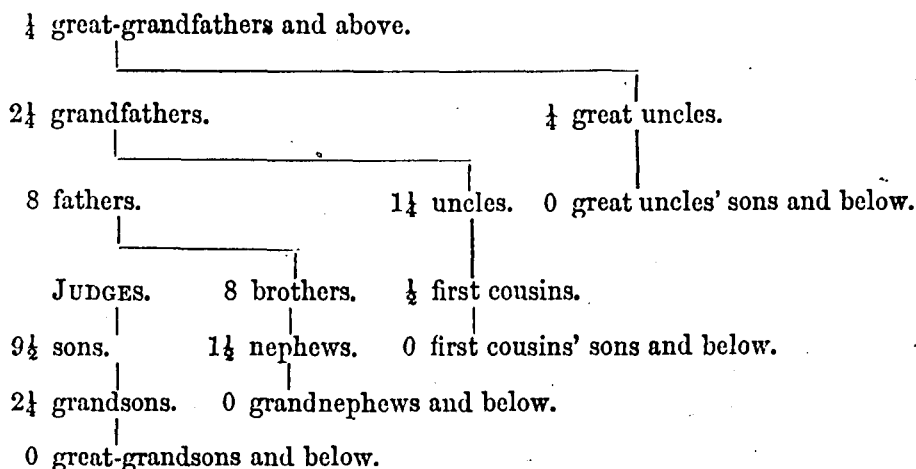 ¼ great-grandfathers and above.
2¼ grandfathers. ¼ great uncles.
8 fathers. 1¼ uncles. 0 great uncles' sons and below.
JUDGES. 8 brothers. ½ first cousins.
9½ sons. 1½ nephews. 0 first cousins' sons and below.
2¼ grandsons. 0 grandnephews and below.
0 great-grandsons and below.